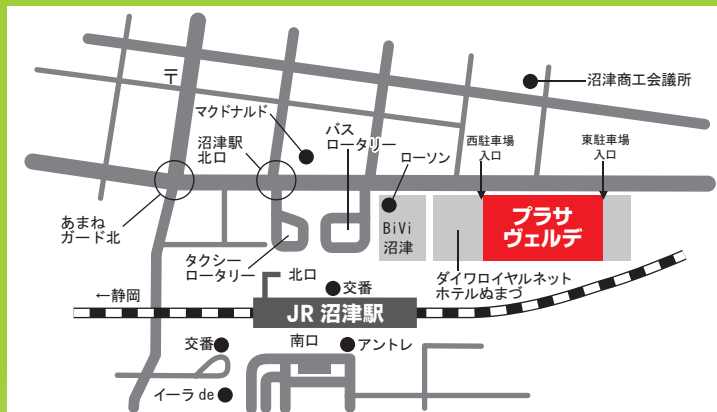 〒
沼津商工会議所
マクドナルド
バス
ロータリー
沼津駅
北口
ローソン
西駐車場
入口
東駐車場
入口
あまね
ガード北
BiVi
沼津
プラサ
ヴェルデ
タクシー
ロータリー
北口
交番
ダイワロイヤルネット
ホテルぬまづ
←静岡
JR 沼津駅
交番
南口
アントレ
イーラ de